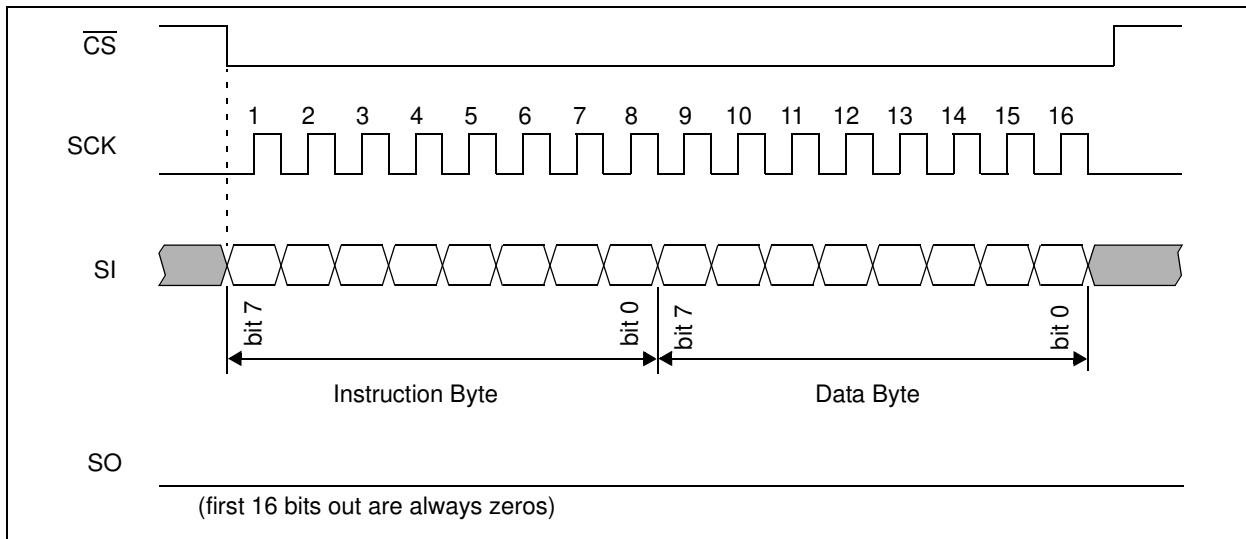 CS
1 2 3 4 5 6 7 8 9 10 11 12 13 14 15 16
SCK
SI
bit 7 bit 0 bit 7 bit 0
Instruction Byte Data Byte
SO
(first 16 bits out are always zeros)